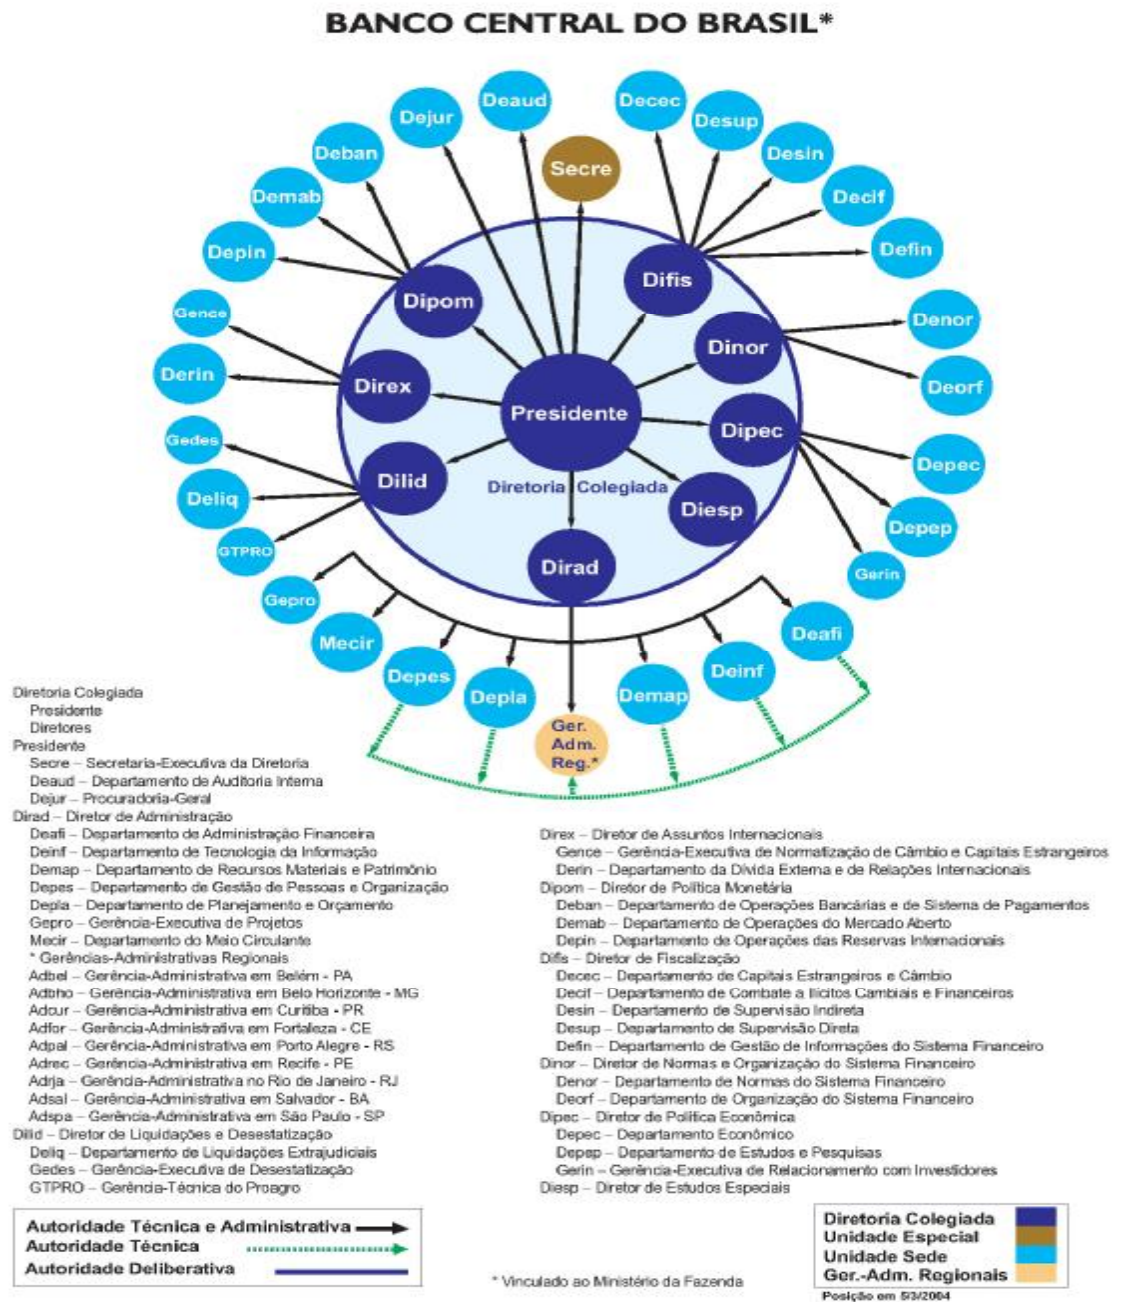 BANCO CENTRAL DO BRASIL*
Deaud
Decec
Dejur
Desup
Deban
Secre
Desin
Demab
Decif
Depin
Defin
Difis
Dipom
Gence
Denor
Dinor
Derin
Direx
Deorf
Presidente
Dipec
Gedes
Depec
Dilid
Diretoria Colegiada
Deliq
Diesp
Depep
GTPRO
Dirad
Gerin
Gepro
Mecir
Deafi
Depes
Deinf
Depla
Demap
Ger.
Adm.
Reg.*
Diretoria Colegiada
Presidente
Diretores
Presidente
Secre – Secretaria-Executiva da Diretoria
Deaud – Departamento de Auditoria Interna
Dejur – Procuradoria-Geral
Dirad – Diretor de Administração
Deafi – Departamento de Administração Financeira
Deinf – Departamento de Tecnologia da Informação
Demap – Departamento de Recursos Materiais e Patrimônio
Depes – Departamento de Gestão de Pessoas e Organização
Depla – Departamento de Planejamento e Orçamento
Gepro – Gerência-Executiva de Projetos
Mecir – Departamento do Meio Circulante
* Gerências-Administrativas Regionais
Adbel – Gerência-Administrativa em Belém - PA
Adbho – Gerência-Administrativa em Belo Horizonte - MG
Adcur – Gerência-Administrativa em Curitiba - PR
Adfor – Gerência-Administrativa em Fortaleza - CE
Adpal – Gerência-Administrativa em Porto Alegre - RS
Adrec – Gerência-Administrativa em Recife - PE
Adrja – Gerência-Administrativa no Rio de Janeiro - RJ
Adsal – Gerência-Administrativa em Salvador - BA
Adspa – Gerência-Administrativa em São Paulo - SP
Dilid – Diretor de Liquidações e Desestatização
Deliq – Departamento de Liquidações Extrajudiciais
Gedes – Gerência-Executiva de Desestatização
GTPRO – Gerência-Técnica do Proagro
Direx – Diretor de Assuntos Internacionais
Gence – Gerência-Executiva de Normatização de Câmbio e Capitais Estrangeiros
Derin – Departamento da Dívida Externa e de Relações Internacionais
Dipom – Diretor de Política Monetária
Deban – Departamento de Operações Bancárias e de Sistema de Pagamentos
Demab – Departamento de Operações do Mercado Aberto
Depin – Departamento de Operações das Reservas Internacionais
Difis – Diretor de Fiscalização
Decec – Departamento de Capitais Estrangeiros e Câmbio
Decif – Departamento de Combate a Ilícitos Cambiais e Financeiros
Desin – Departamento de Supervisão Indireta
Desup – Departamento de Supervisão Direta
Defin – Departamento de Gestão de Informações do Sistema Financeiro
Dinor – Diretor de Normas e Organização do Sistema Financeiro
Denor – Departamento de Normas do Sistema Financeiro
Deorf – Departamento de Organização do Sistema Financeiro
Dipec – Diretor de Política Econômica
Depec – Departamento Econômico
Depep – Departamento de Estudos e Pesquisas
Gerin – Gerência-Executiva de Relacionamento com Investidores
Diesp – Diretor de Estudos Especiais
Autoridade Técnica e Administrativa
Autoridade Técnica
Autoridade Deliberativa
* Vinculado ao Ministério da Fazenda
Diretoria Colegiada
Unidade Especial
Unidade Sede
Ger.-Adm. Regionais
Posição em 5/3/2004